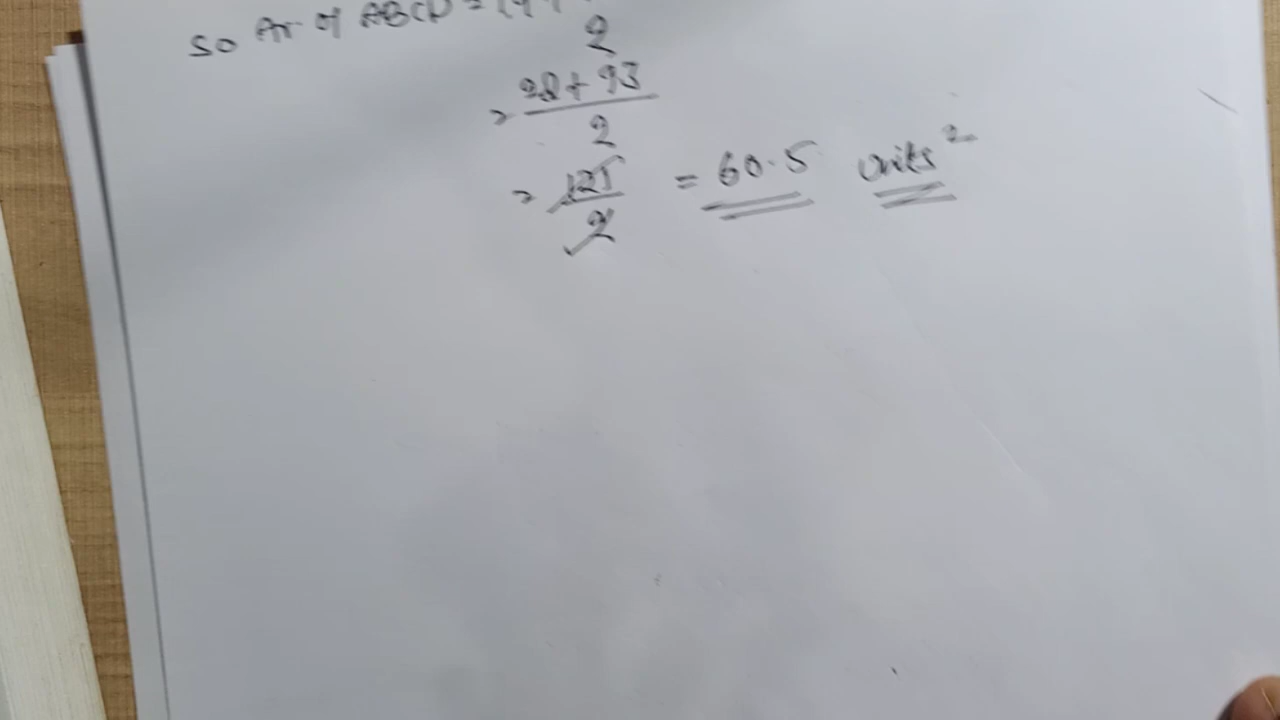 So Ar of ABCD =
2
= 28 + 93
2
= 121
2
= 60.5 units²